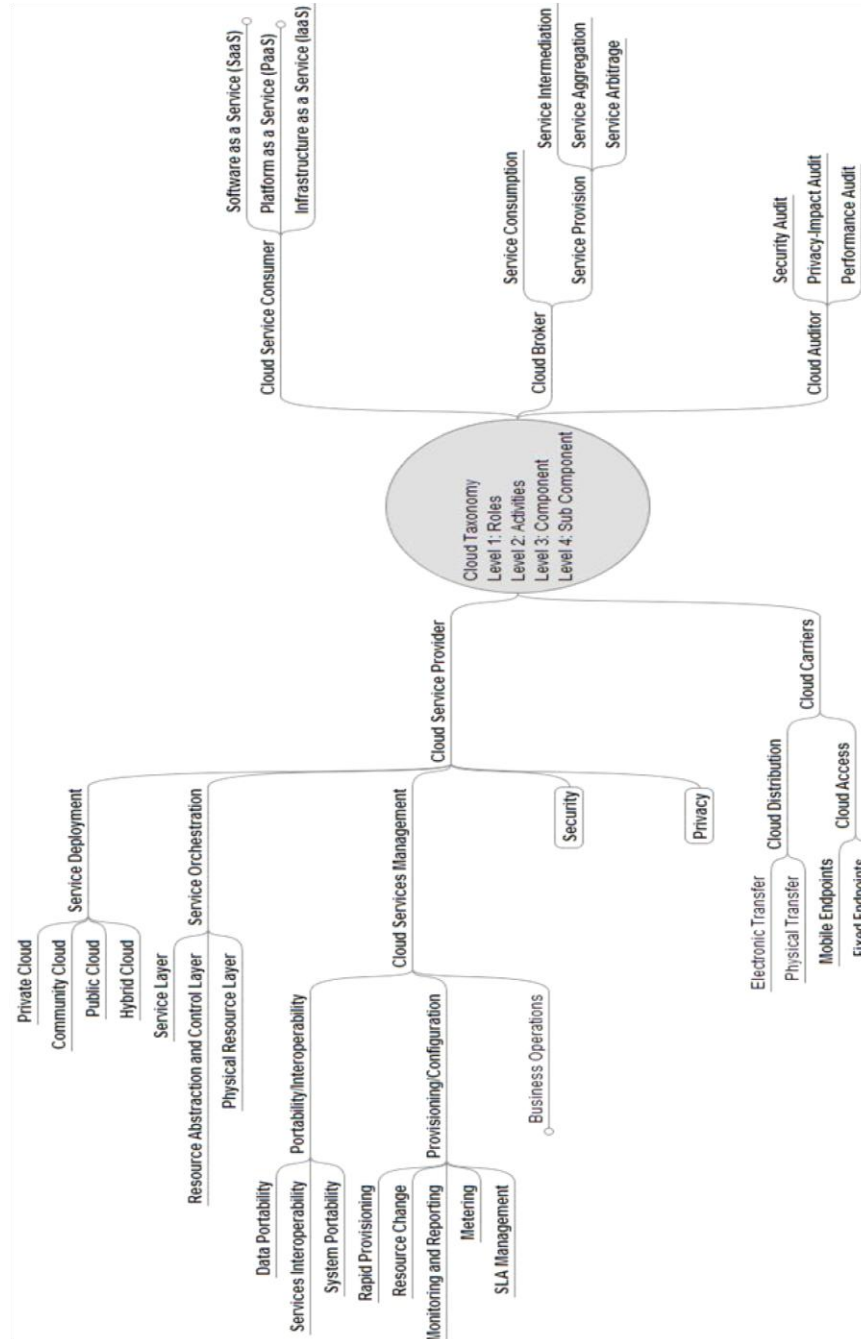 Cloud Taxonomy
Level 1: Roles
Level 2: Activities
Level 3: Component
Level 4: Sub Component
Cloud Service Provider
Service Deployment
Private Cloud
Community Cloud
Public Cloud
Hybrid Cloud
Service Orchestration
Service Layer
Resource Abstraction and Control Layer
Physical Resource Layer
Cloud Services Management
Portability/Interoperability
Data Portability
Services Interoperability
System Portability
Provisioning/Configuration
Rapid Provisioning
Resource Change
Monitoring and Reporting
Metering
SLA Management
Business Operations
Security
Privacy
Cloud Carriers
Cloud Distribution
Electronic Transfer
Physical Transfer
Cloud Access
Mobile Endpoints
Fixed Endpoints
Cloud Service Consumer
Software as a Service (SaaS)
Platform as a Service (PaaS)
Infrastructure as a Service (IaaS)
Cloud Broker
Service Consumption
Service Provision
Service Intermediation
Service Aggregation
Service Arbitrage
Cloud Auditor
Security Audit
Privacy-Impact Audit
Performance Audit